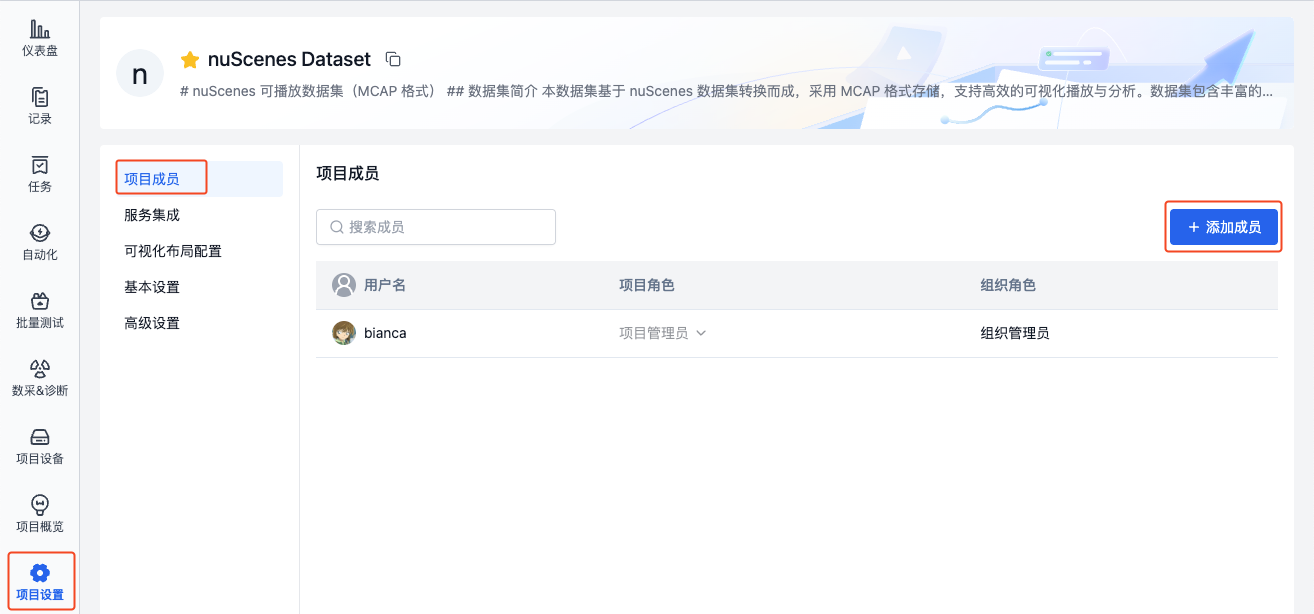 仪表盘
记录
任务
自动化
批量测试
数采&诊断
项目设备
项目概览
项目设置
n
nuScenes Dataset
# nuScenes 可播放数据集（MCAP 格式） ## 数据集简介 本数据集基于 nuScenes 数据集转换而成，采用 MCAP 格式存储，支持高效的可视化播放与分析。数据集包含丰富的...
项目成员
服务集成
可视化布局配置
基本设置
高级设置
项目成员
搜索成员
+ 添加成员
用户名 项目角色 组织角色
bianca 项目管理员 组织管理员